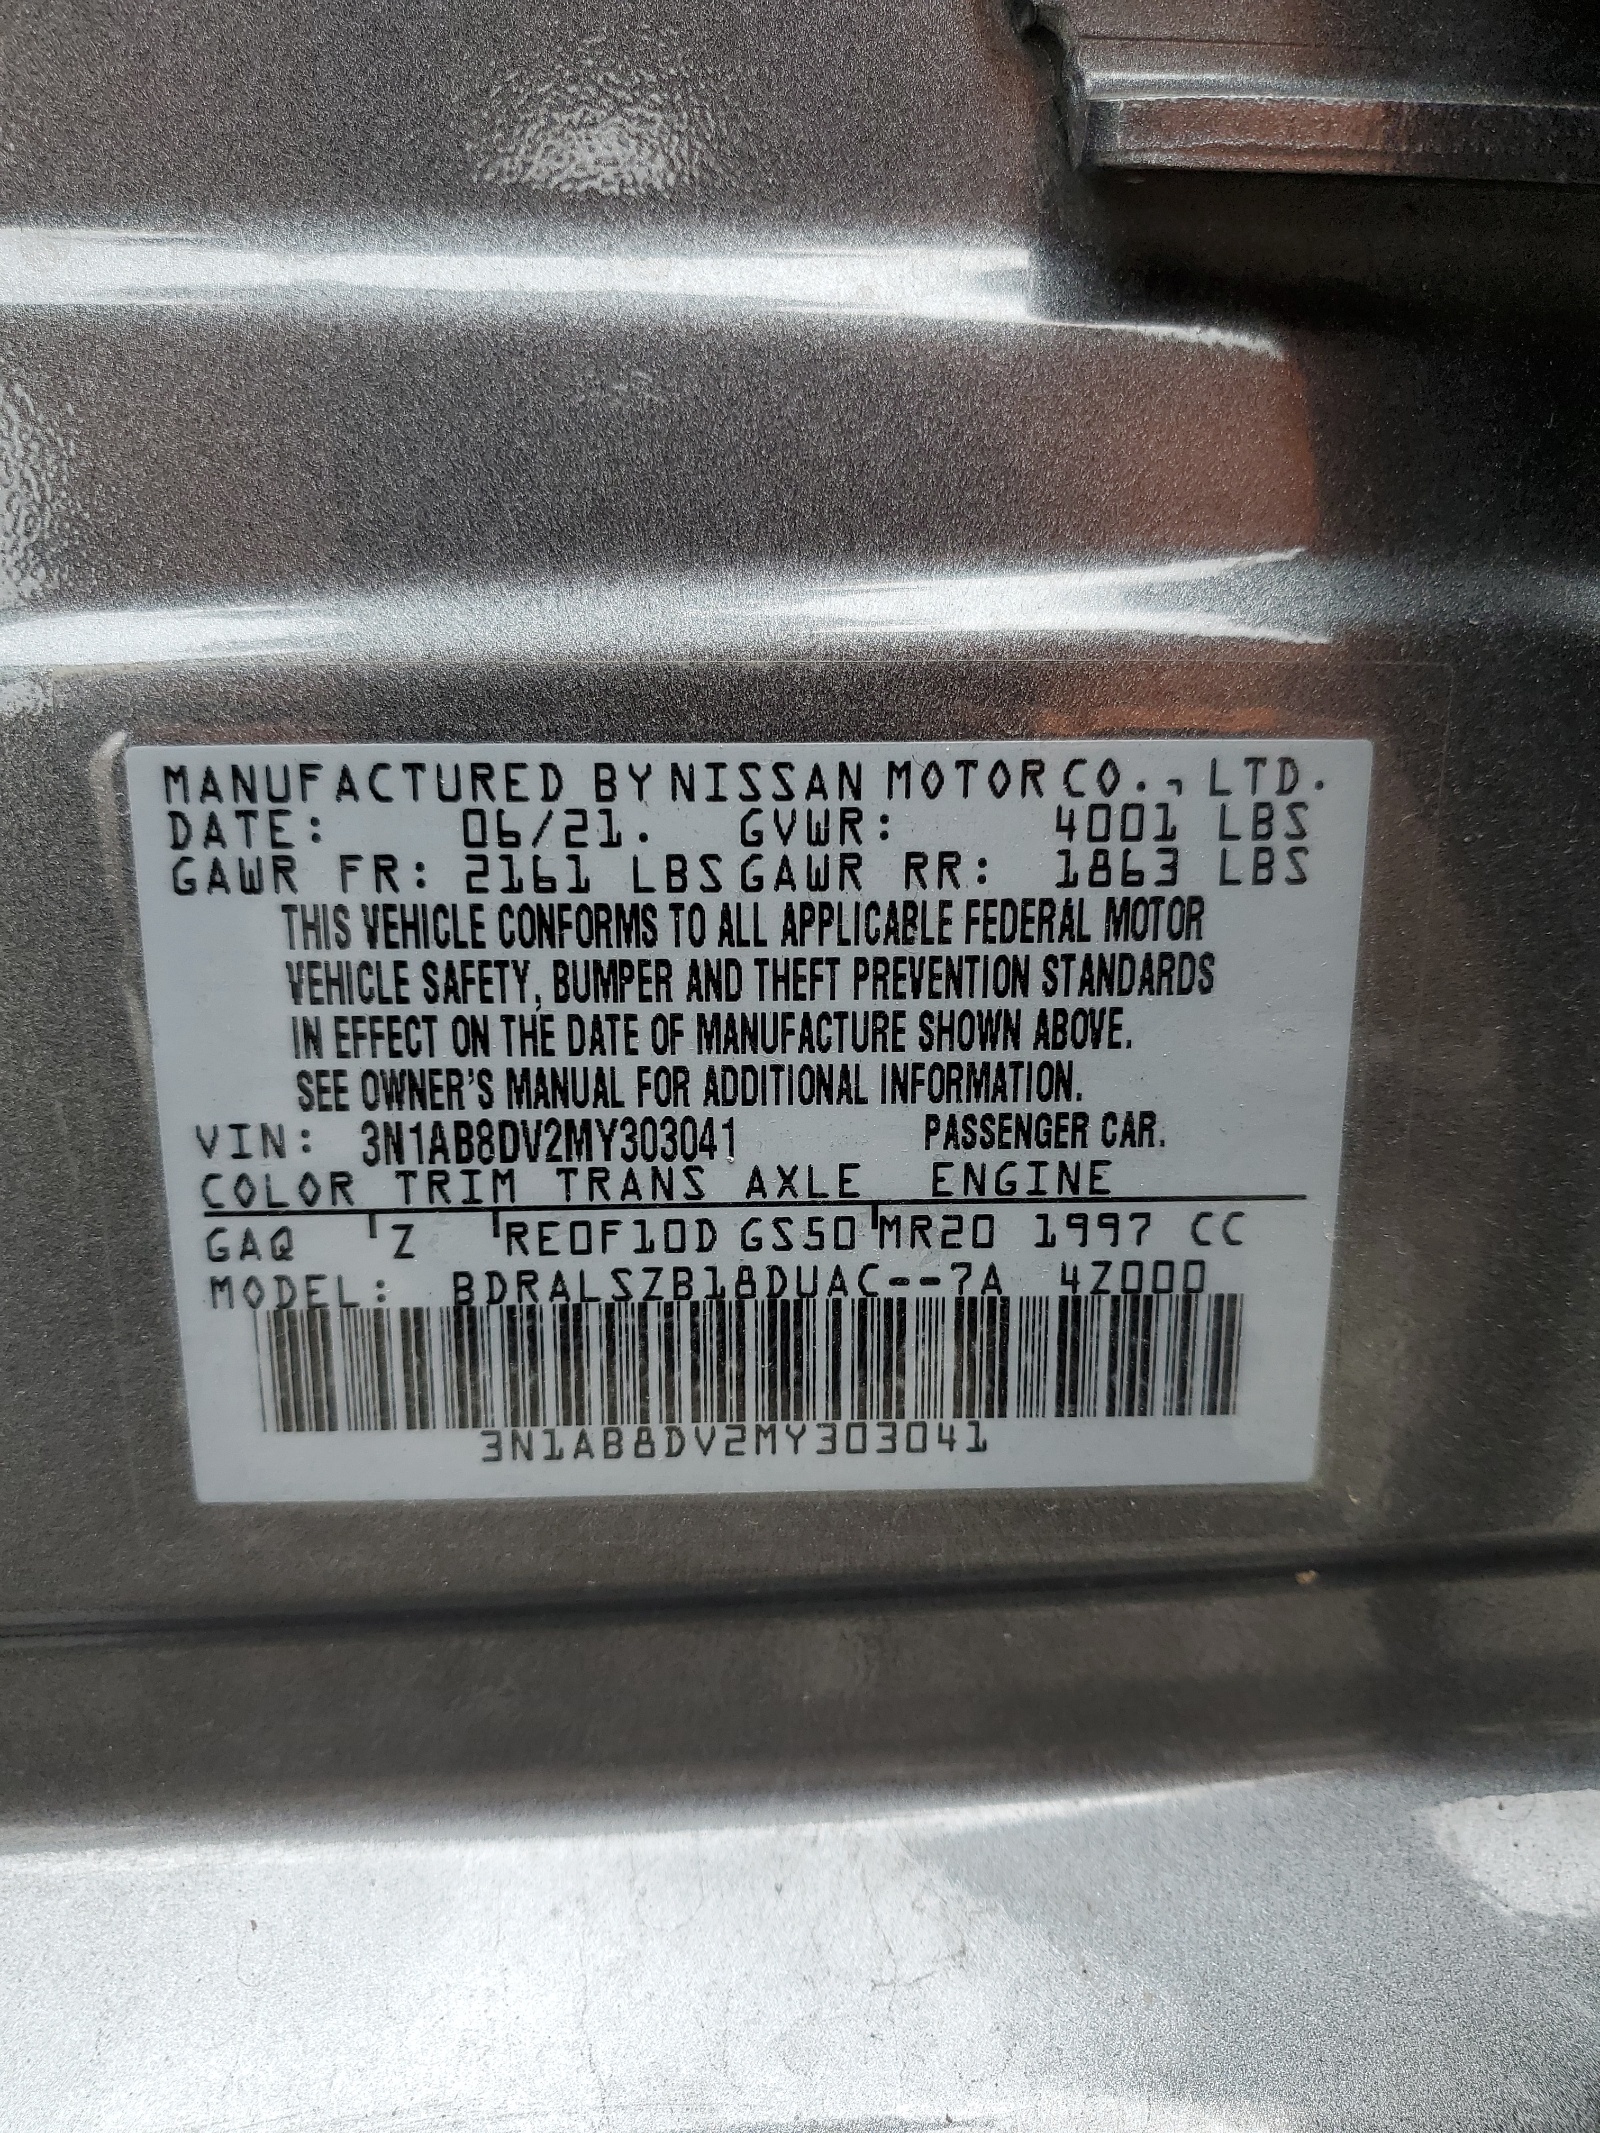 MANUFACTURED BY NISSAN MOTOR CO., LTD.
DATE: 06/21. GVWR: 4001 LBS
GAWR FR: 2161 LBS GAWR RR: 1863 LBS
THIS VEHICLE CONFORMS TO ALL APPLICABLE FEDERAL MOTOR
VEHICLE SAFETY, BUMPER AND THEFT PREVENTION STANDARDS
IN EFFECT ON THE DATE OF MANUFACTURE SHOWN ABOVE.
SEE OWNER'S MANUAL FOR ADDITIONAL INFORMATION.
VIN: 3N1AB8DV2MY303041 PASSENGER CAR.
COLOR TRIM TRANS AXLE ENGINE
GAQ Z RE0F10D GS50 MR20 1997 CC
MODEL: BDRALSZB18DUAC--7A 4Z000
3N1AB8DV2MY303041